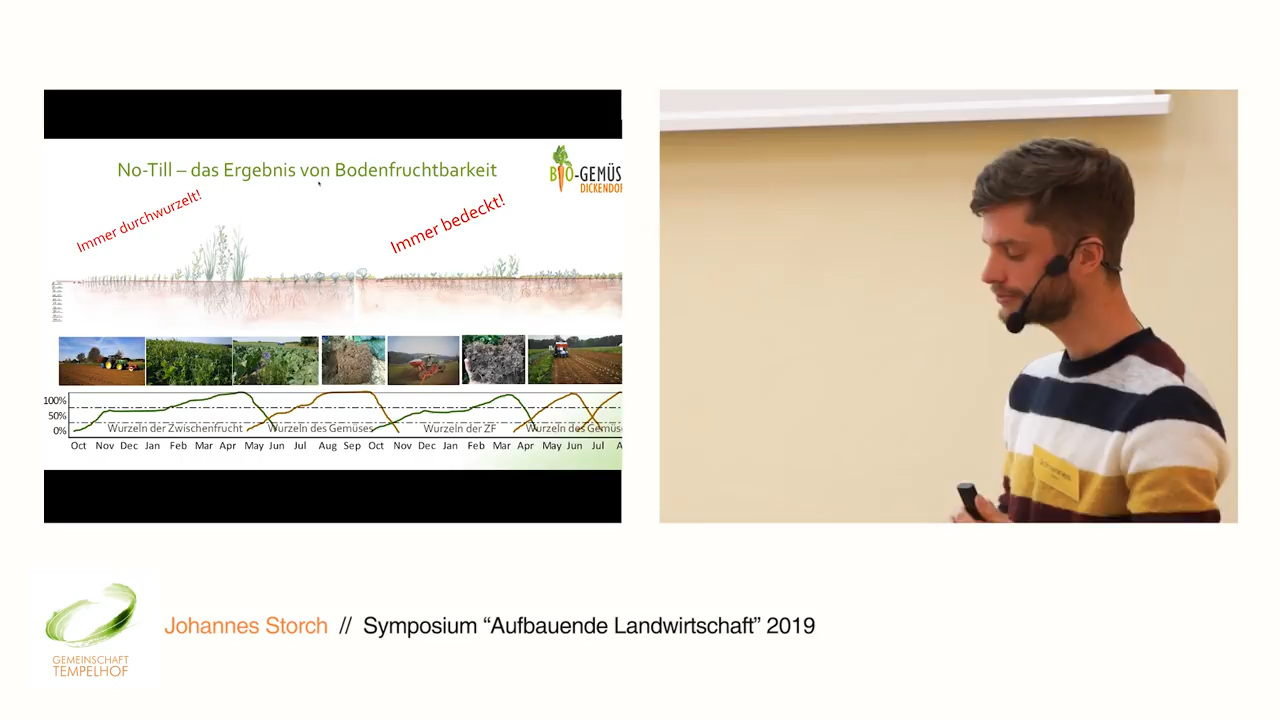 No-Till – das Ergebnis von Bodenfruchtbarkeit
BIO-GEMÜS
DICKENDOR
Immer durchwurzelt!
Immer bedeckt!
100%
50%
0%
Wurzeln der Zwischenfrucht
Wurzeln des Gemüses
Wurzeln der ZF
Wurzeln des Gemüse
Oct Nov Dec Jan Feb Mar Apr May Jun Jul Aug Sep Oct Nov Dec Jan Feb Mar Apr May Jun Jul A
Johannes
GEMEINSCHAFT
TEMPELHOF
Johannes Storch // Symposium “Aufbauende Landwirtschaft” 2019